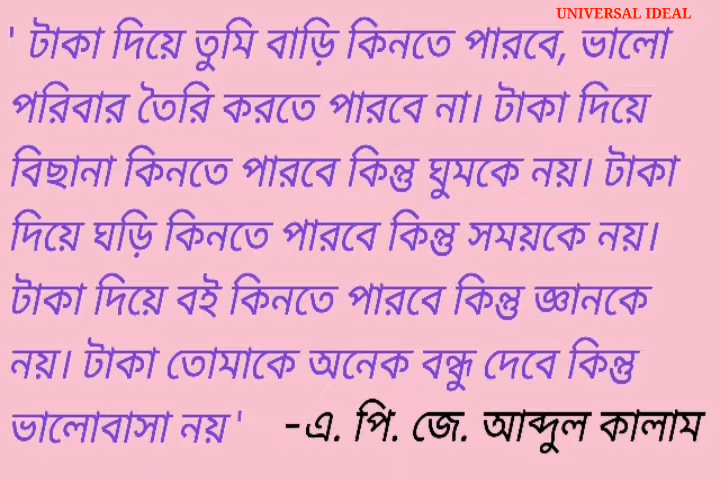 UNIVERSAL IDEAL
' টাকা দিয়ে তুমি বাড়ি কিনতে পারবে, ভালো
পরিবার তৈরি করতে পারবে না। টাকা দিয়ে
বিছানা কিনতে পারবে কিন্তু ঘুমকে নয়। টাকা
দিয়ে ঘড়ি কিনতে পারবে কিন্তু সময়কে নয়।
টাকা দিয়ে বই কিনতে পারবে কিন্তু জ্ঞানকে
নয়। টাকা তোমাকে অনেক বন্ধু দেবে কিন্তু
ভালোবাসা নয় ' -এ. পি. জে. আব্দুল কালাম